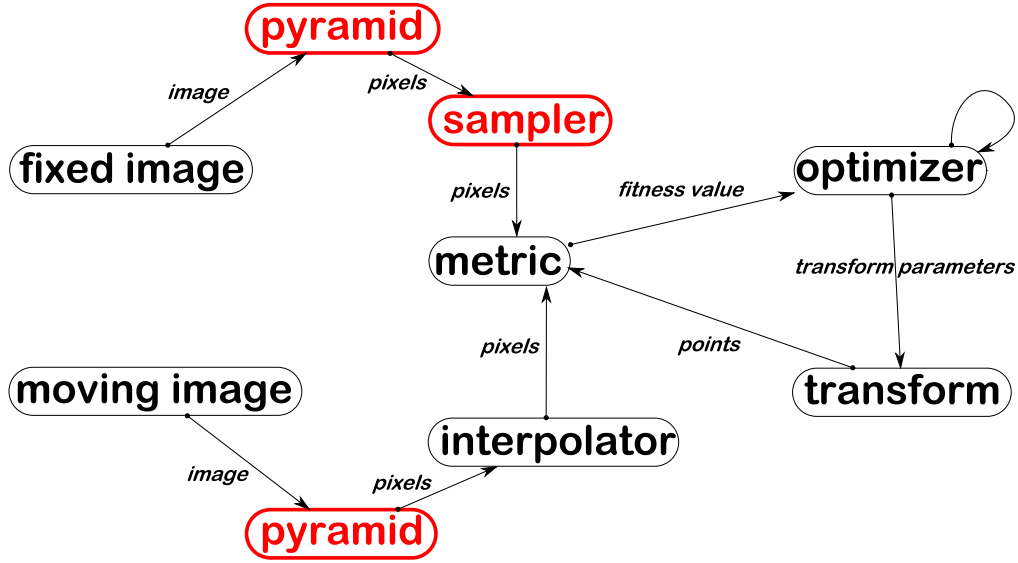 pyramid
image
pixels
sampler
fixed image
optimizer
pixels
fitness value
metric
transform parameters
pixels
points
moving image
transform
interpolator
image
pixels
pyramid